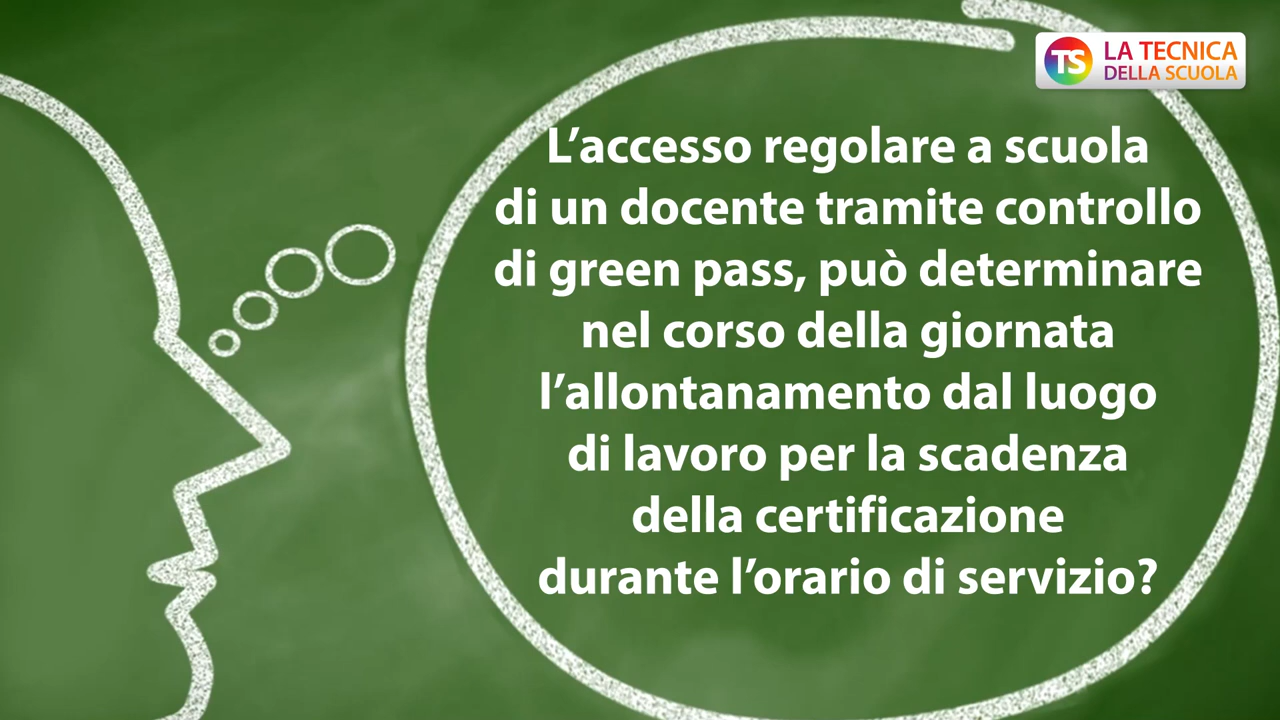 TS LA TECNICA
DELLA SCUOLA
L’accesso regolare a scuola
di un docente tramite controllo
di green pass, può determinare
nel corso della giornata
l’allontanamento dal luogo
di lavoro per la scadenza
della certificazione
durante l’orario di servizio?